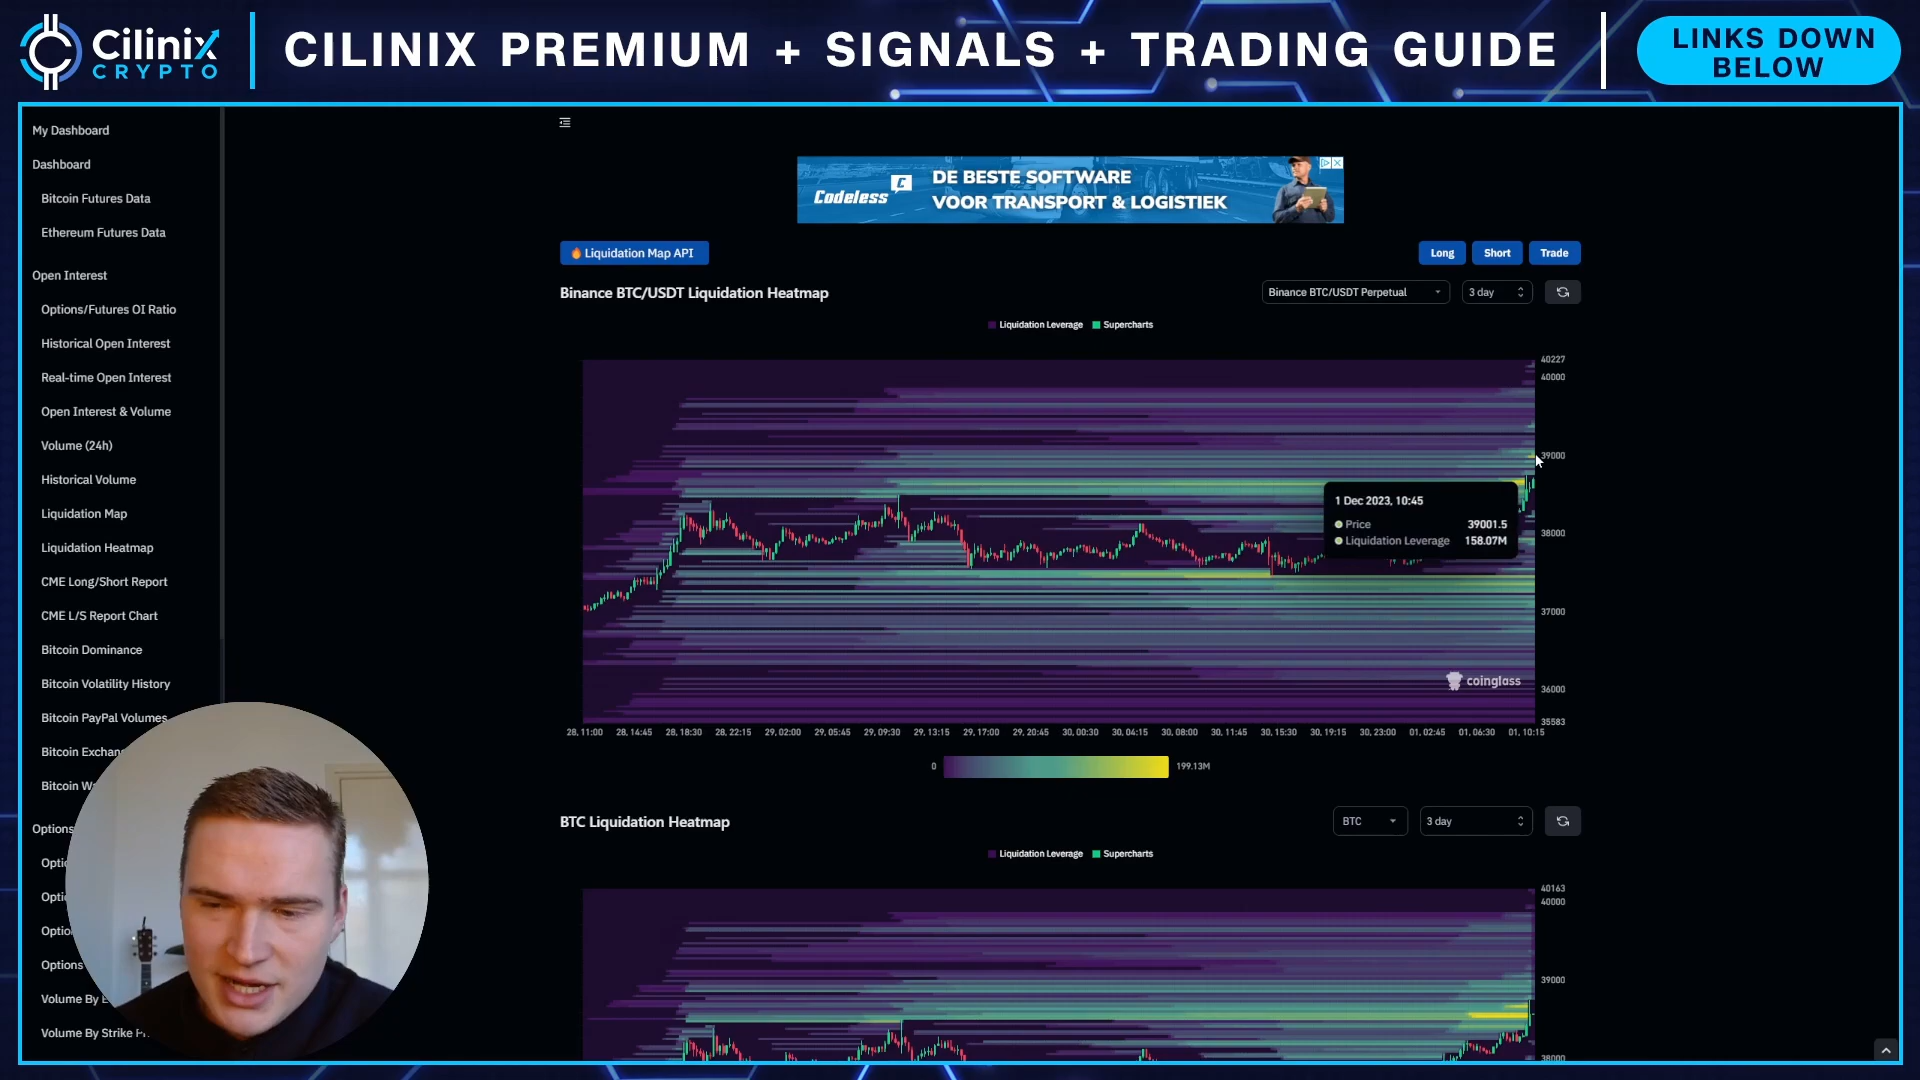 Cilinix
CRYPTO
CILINIX PREMIUM + SIGNALS + TRADING GUIDE
LINKS DOWN
BELOW
My Dashboard
Dashboard
Bitcoin Futures Data
Ethereum Futures Data
Open Interest
Options/Futures OI Ratio
Historical Open Interest
Real-time Open Interest
Open Interest & Volume
Volume (24h)
Historical Volume
Liquidation Map
Liquidation Heatmap
CME Long/Short Report
CME L/S Report Chart
Bitcoin Dominance
Bitcoin Volatility History
Bitcoin PayPal Volumes
Bitcoin
Bitcoin
Options
Options
Volume By
Volume By Strike
Codeless
DE BESTE SOFTWARE
VOOR TRANSPORT & LOGISTIEK
Liquidation Map API
Long Short Trade
Binance BTC/USDT Liquidation Heatmap
Binance BTC/USDT Perpetual
3 day
Liquidation Leverage Supercharts
40227
40000
39000
38000
37000
36000
35583
1 Dec 2023, 10:45
Price 39001.5
Liquidation Leverage 158.07M
coinglass
28, 11:00 28, 14:45 28, 18:30 28, 22:15 29, 02:00 29, 05:45 29, 09:30 29, 13:15 29, 17:00 29, 20:45 30, 00:30 30, 04:15 30, 08:00 30, 11:45 30, 15:30 30, 19:15 30, 23:00 01, 02:45 01, 06:30 01, 10:15
0 199.13M
BTC Liquidation Heatmap
BTC
3 day
Liquidation Leverage Supercharts
40163
40000
39000
38000